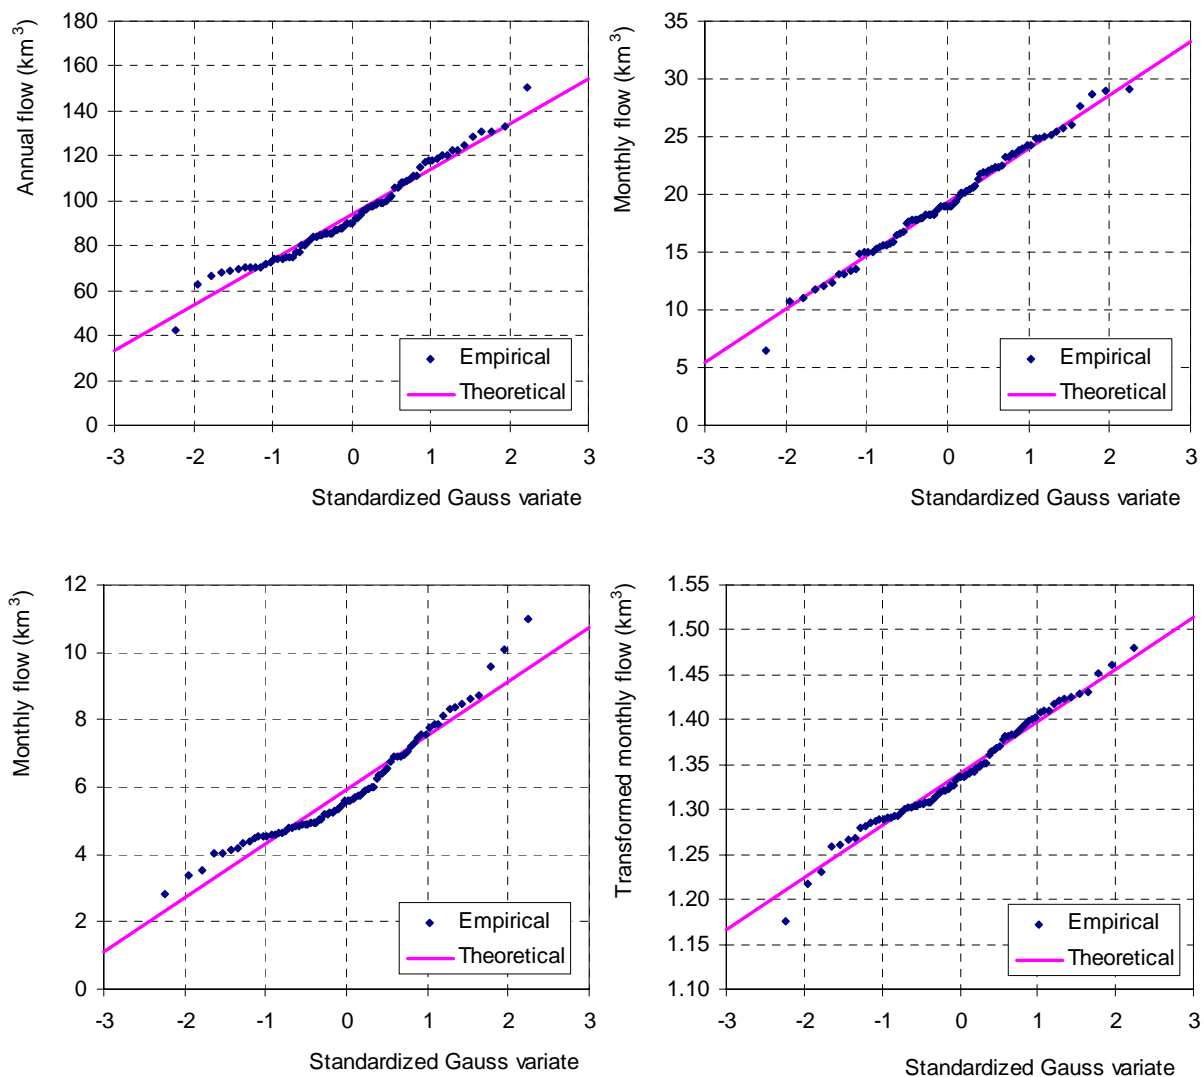 Annual flow (km³)
180
160
140
120
100
80
60
40
20
0
-3 -2 -1 0 1 2 3
Empirical
Theoretical
Standardized Gauss variate
Monthly flow (km³)
35
30
25
20
15
10
5
0
-3 -2 -1 0 1 2 3
Empirical
Theoretical
Standardized Gauss variate
Monthly flow (km³)
12
10
8
6
4
2
0
-3 -2 -1 0 1 2 3
Empirical
Theoretical
Standardized Gauss variate
Transformed monthly flow (km³)
1.55
1.50
1.45
1.40
1.35
1.30
1.25
1.20
1.15
1.10
-3 -2 -1 0 1 2 3
Empirical
Theoretical
Standardized Gauss variate